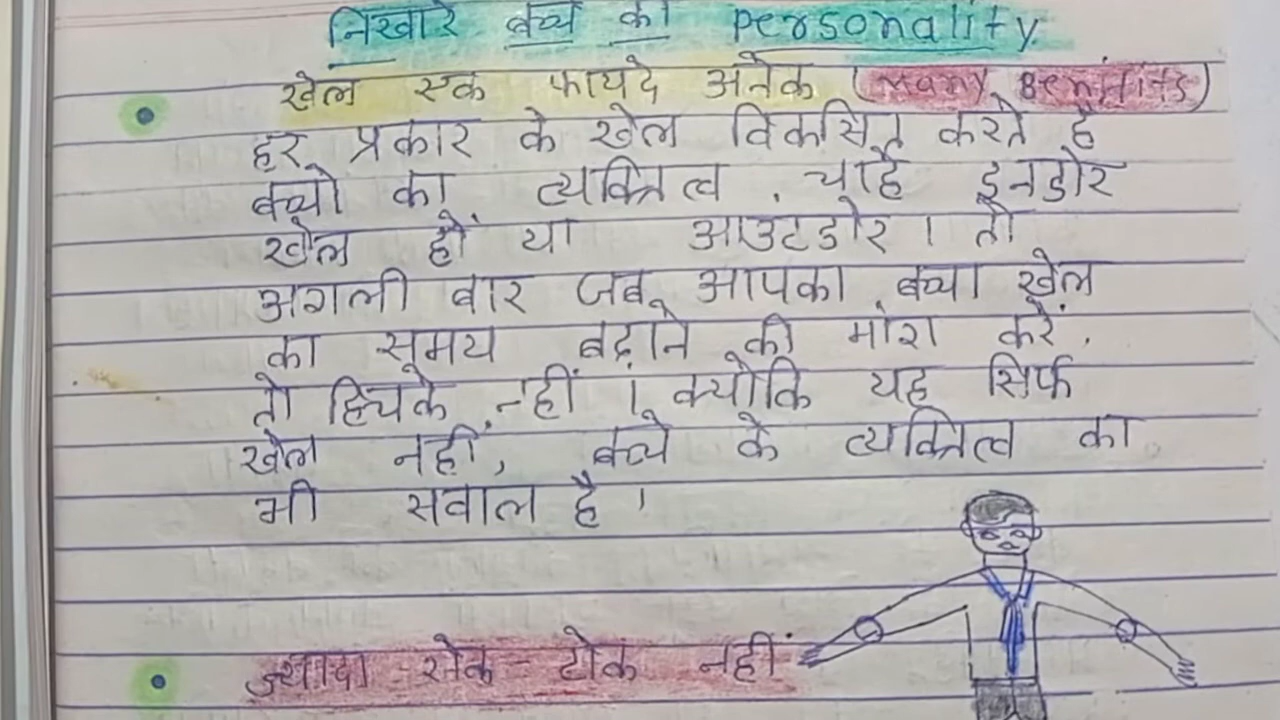 निखारे बच्चे की personality.
खेल एक फायदे अनेक (Many Benifits)
हर प्रकार के खेल विकसित करते है
बच्चो का व्यक्तित्व . चाहे इनडोर
खेल हों या आउटडोर । तो
अगली बार जब आपका बच्चा खेल
का समय बढ़ाने की मांग करें,
तो हिचके नहीं । क्योकि यह सिर्फ
खेल नहीं, बच्चे के व्यक्तित्व का
भी सवाल है ।
ज्यादा - रोक - टोक नहीं